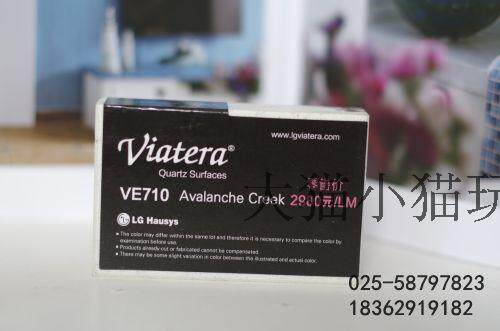 www.lgviatera.com
Viatera®
Quartz Surfaces
VE710 Avalanche Creek 2980元/LM
LG Hausys
● The color may differ within the same lot and therefore it is necessary to compare the color by
examination before use.
● Products already cut or fabricated cannot be compensated.
● There may be some slight variation in color between the illustrated and actual color.
大猫小猫玩
025-58797823
18362919182